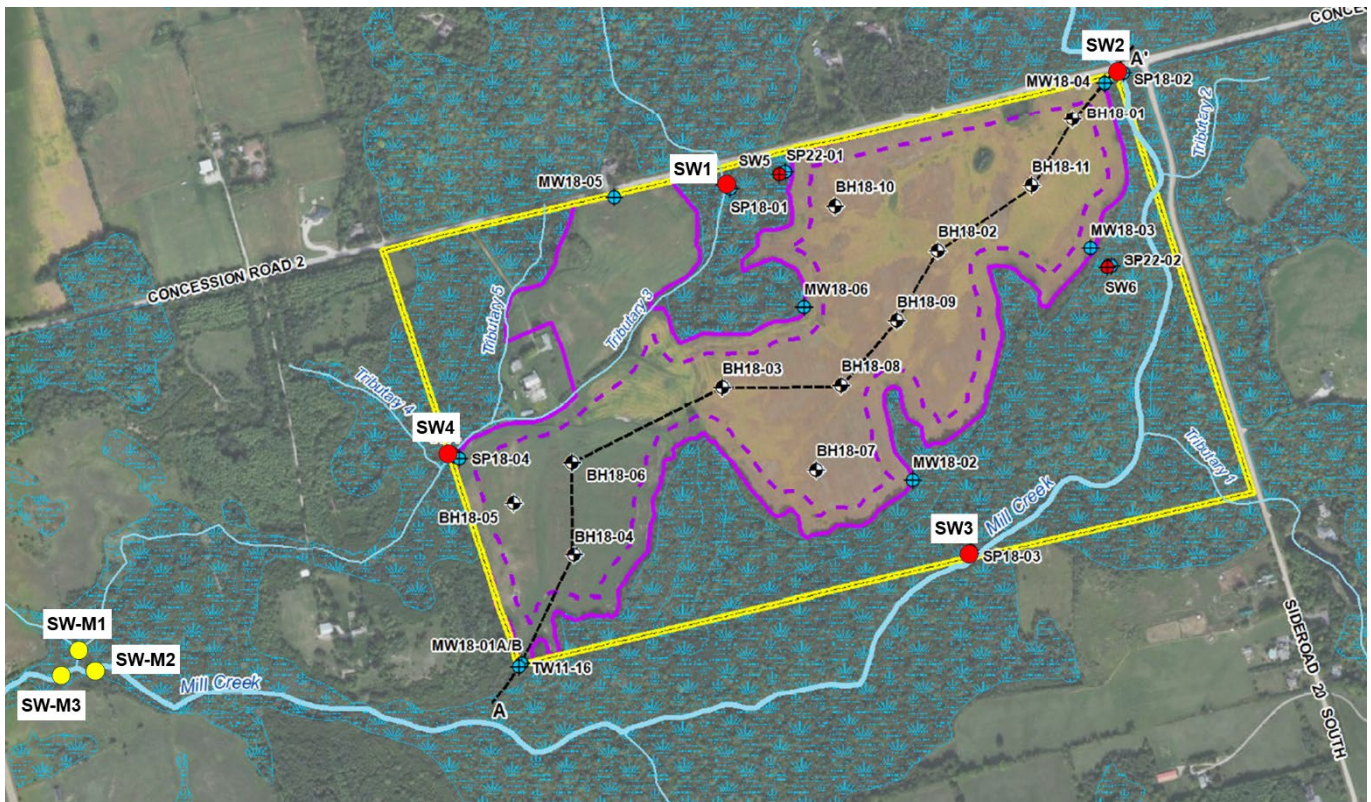 CONCES
SW2
A'
SP18-02
MW18-04
Tributary 2
BH18-01
SW5
SP22-01
SW1
MW18-05
BH18-11
SP18-01
BH18-10
BH18-02
MW18-03
SP22-02
SW6
CONCESSION ROAD 2
Tributary 5
Tributary 3
MW18-06
BH18-09
BH18-03
BH18-08
Tributary 4
SW4
SP18-04
BH18-06
BH18-07
MW18-02
Tributary 1
BH18-05
Mill Creek
SW3
SP18-03
BH18-04
SW-M1
MW18-01A/B
TW11-16
SW-M2
SW-M3
Mill Creek
A
SIDEROAD 20 SOUTH